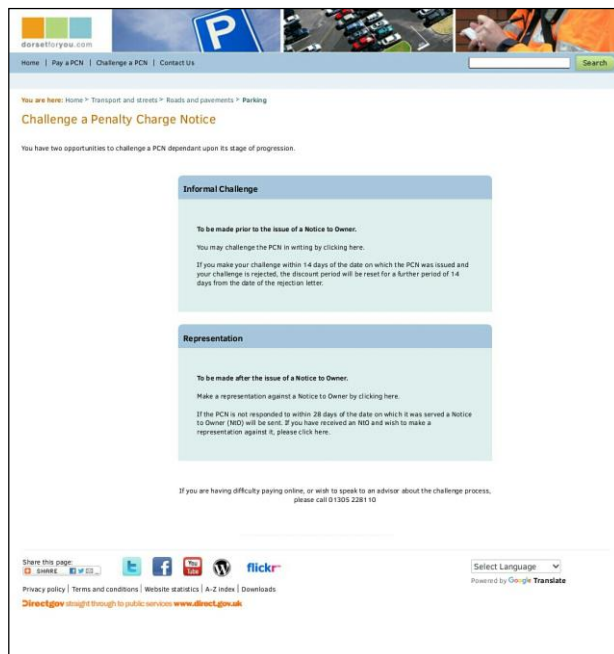 dorsetforyou.com
P
Home | Pay a PCN | Challenge a PCN | Contact Us
Search
You are here: Home > Transport and streets > Roads and pavements > Parking
Challenge a Penalty Charge Notice
You have two opportunities to challenge a PCN dependant upon its stage of progression.
Informal Challenge
To be made prior to the issue of a Notice to Owner.
You may challenge the PCN in writing by clicking here.
If you make your challenge within 14 days of the date on which the PCN was issued and
your challenge is rejected, the discount period will be reset for a further period of 14
days from the date of the rejection letter.
Representation
To be made after the issue of a Notice to Owner.
Make a representation against a Notice to Owner by clicking here.
If the PCN is not responded to within 28 days of the date on which it was served a Notice
to Owner (NtO) will be sent. If you have received an NtO and wish to make a
representation against it, please click here.
If you are having difficulty paying online, or wish to speak to an advisor about the challenge process,
please call 01305 228110
Share this page:
SHARE
You Tube
flickr
Select Language
Powered by Google Translate
Privacy policy | Terms and conditions | Website statistics | A-Z index | Downloads
Directgov straight through to public services www.direct.gov.uk